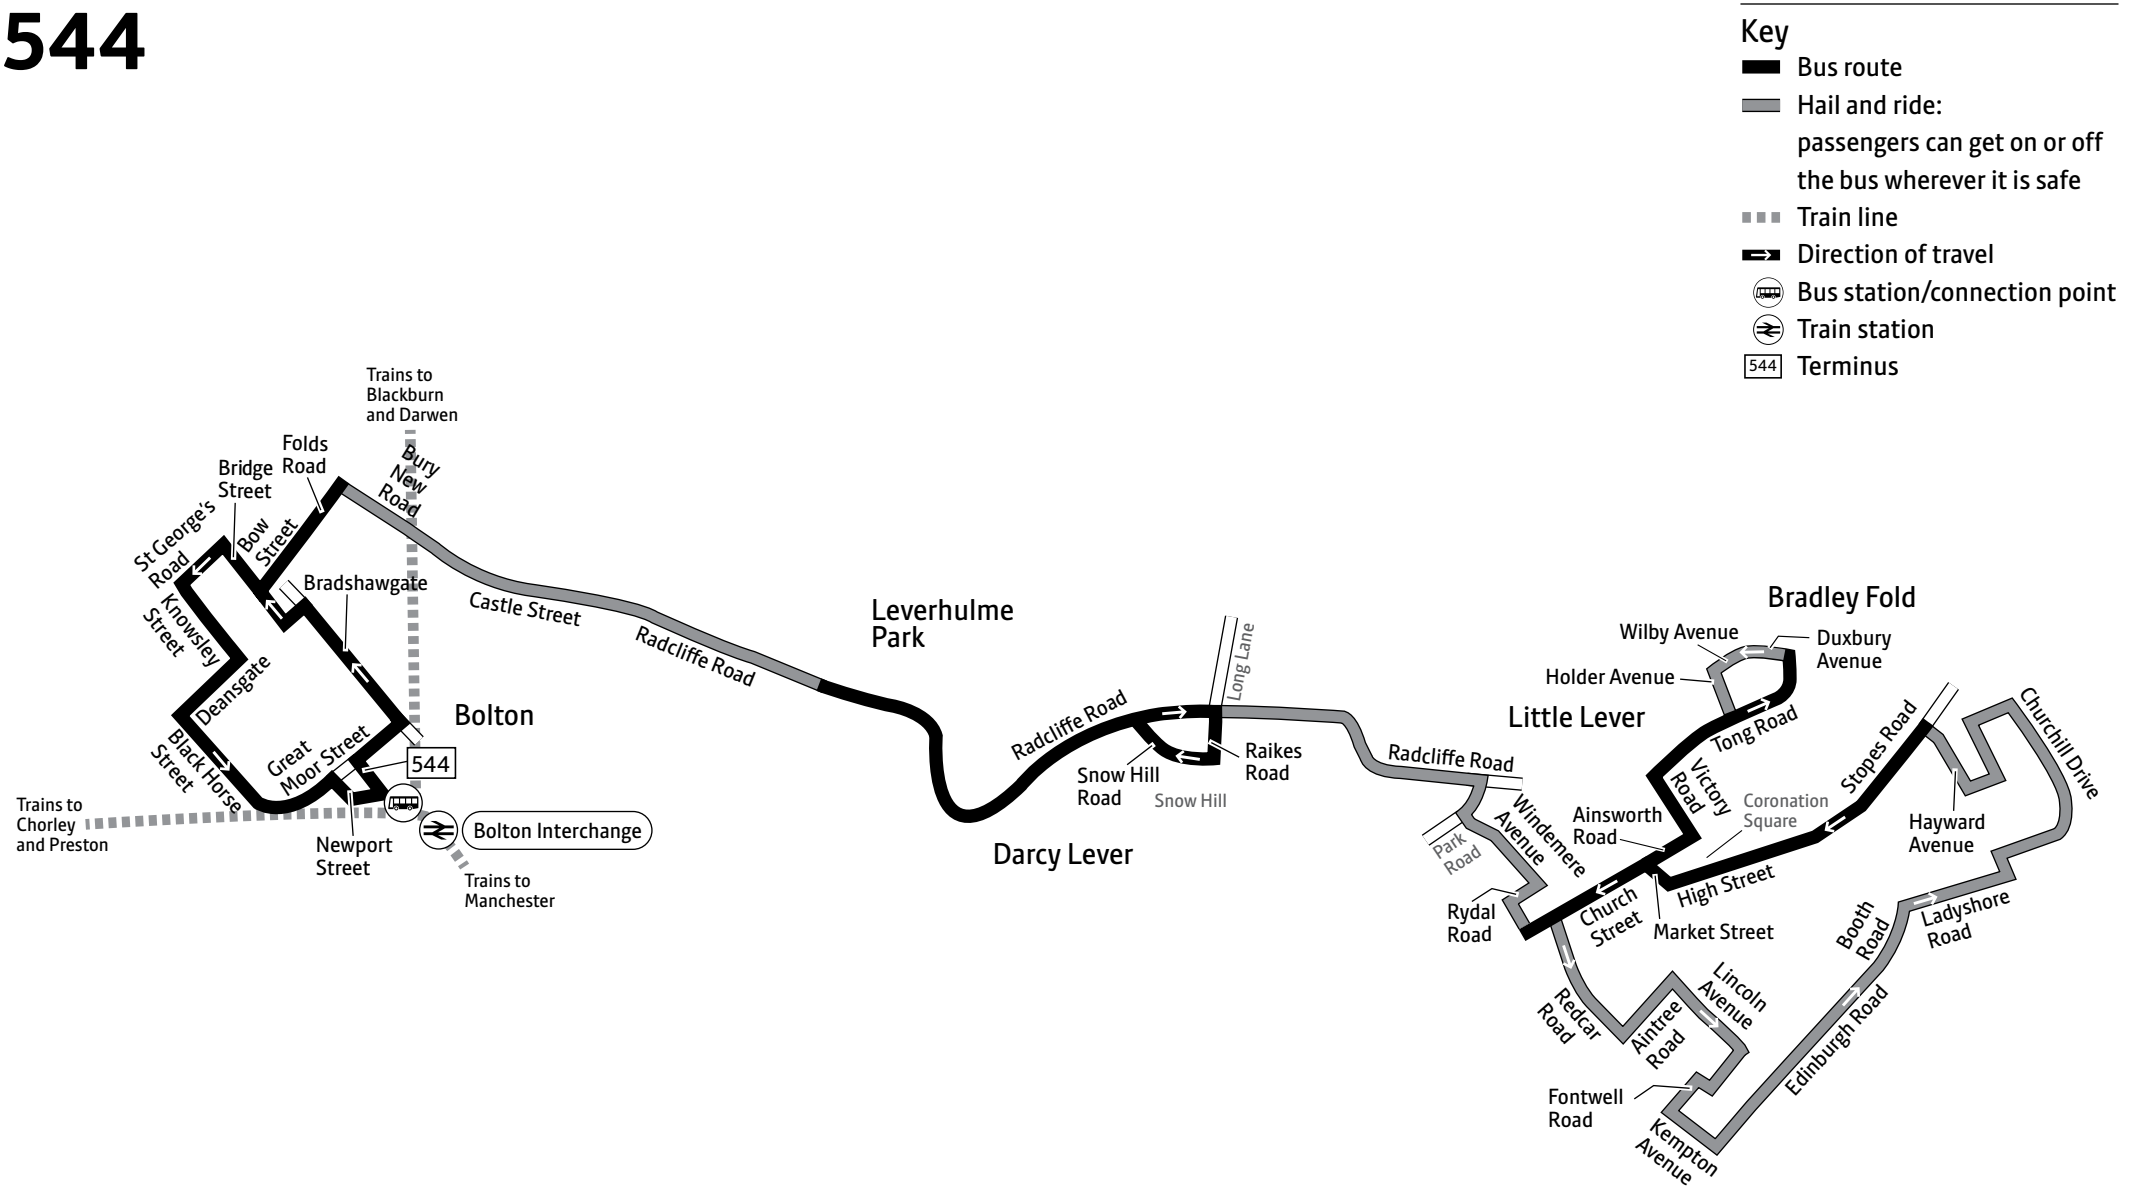 544
Key
Bus route
Hail and ride:
passengers can get on or off
the bus wherever it is safe
Train line
Direction of travel
Bus station/connection point
Train station
544 Terminus
Trains to
Blackburn
and Darwen
Bury
New
Road
Folds
Road
Bridge
Street
St George's
Road
Bow
Street
Bradshawgate
Knowsley
Street
Deansgate
Black Horse
Street
Great
Moor Street
Bolton
544
Newport
Street
Bolton Interchange
Trains to
Chorley
and Preston
Trains to
Manchester
Castle Street
Radcliffe Road
Leverhulme
Park
Radcliffe Road
Long Lane
Snow Hill
Road
Raikes
Road
Snow Hill
Darcy Lever
Radcliffe Road
Park
Road
Windemere
Avenue
Rydal
Road
Little Lever
Bradley Fold
Wilby Avenue
Duxbury
Avenue
Holder Avenue
Tong Road
Victory
Road
Ainsworth
Road
Coronation
Square
Stopes Road
Church
Street
High Street
Market Street
Hayward
Avenue
Churchill Drive
Ladyshore
Road
Booth
Road
Edinburgh Road
Redcar
Road
Aintree
Road
Lincoln
Avenue
Fontwell
Road
Kempton
Avenue